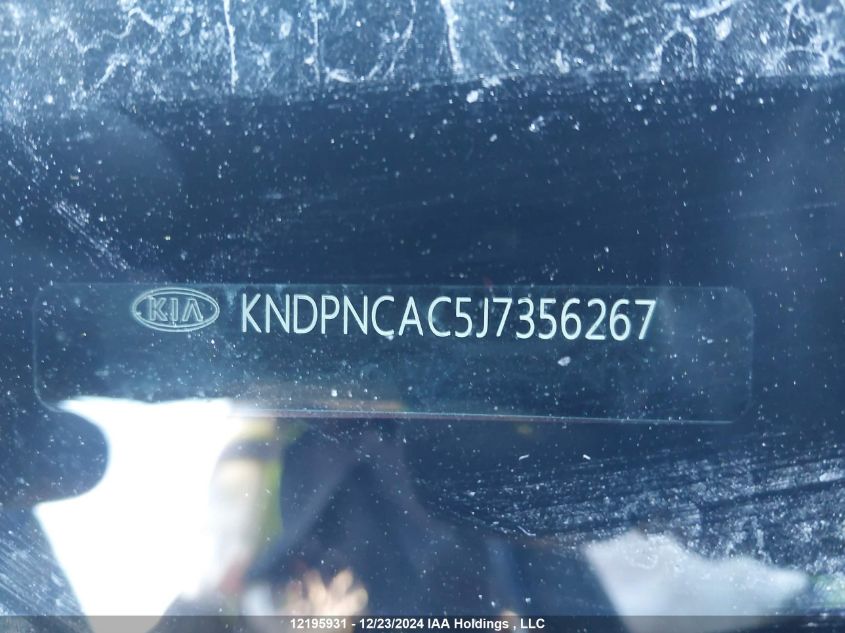 KIA KNDPNCAC5J7356267
12195931 - 12/23/2024 IAA Holdings , LLC